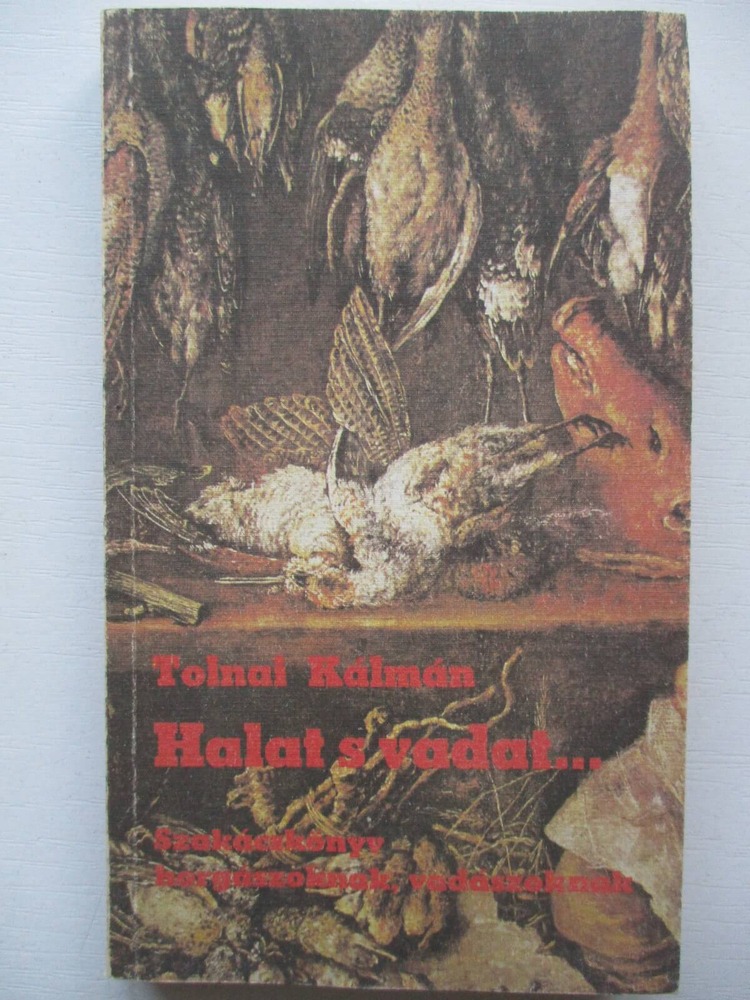 Tolnai Kálmán
Halat s vadat...
Szakácskönyv
horgászoknak, vadászoknak